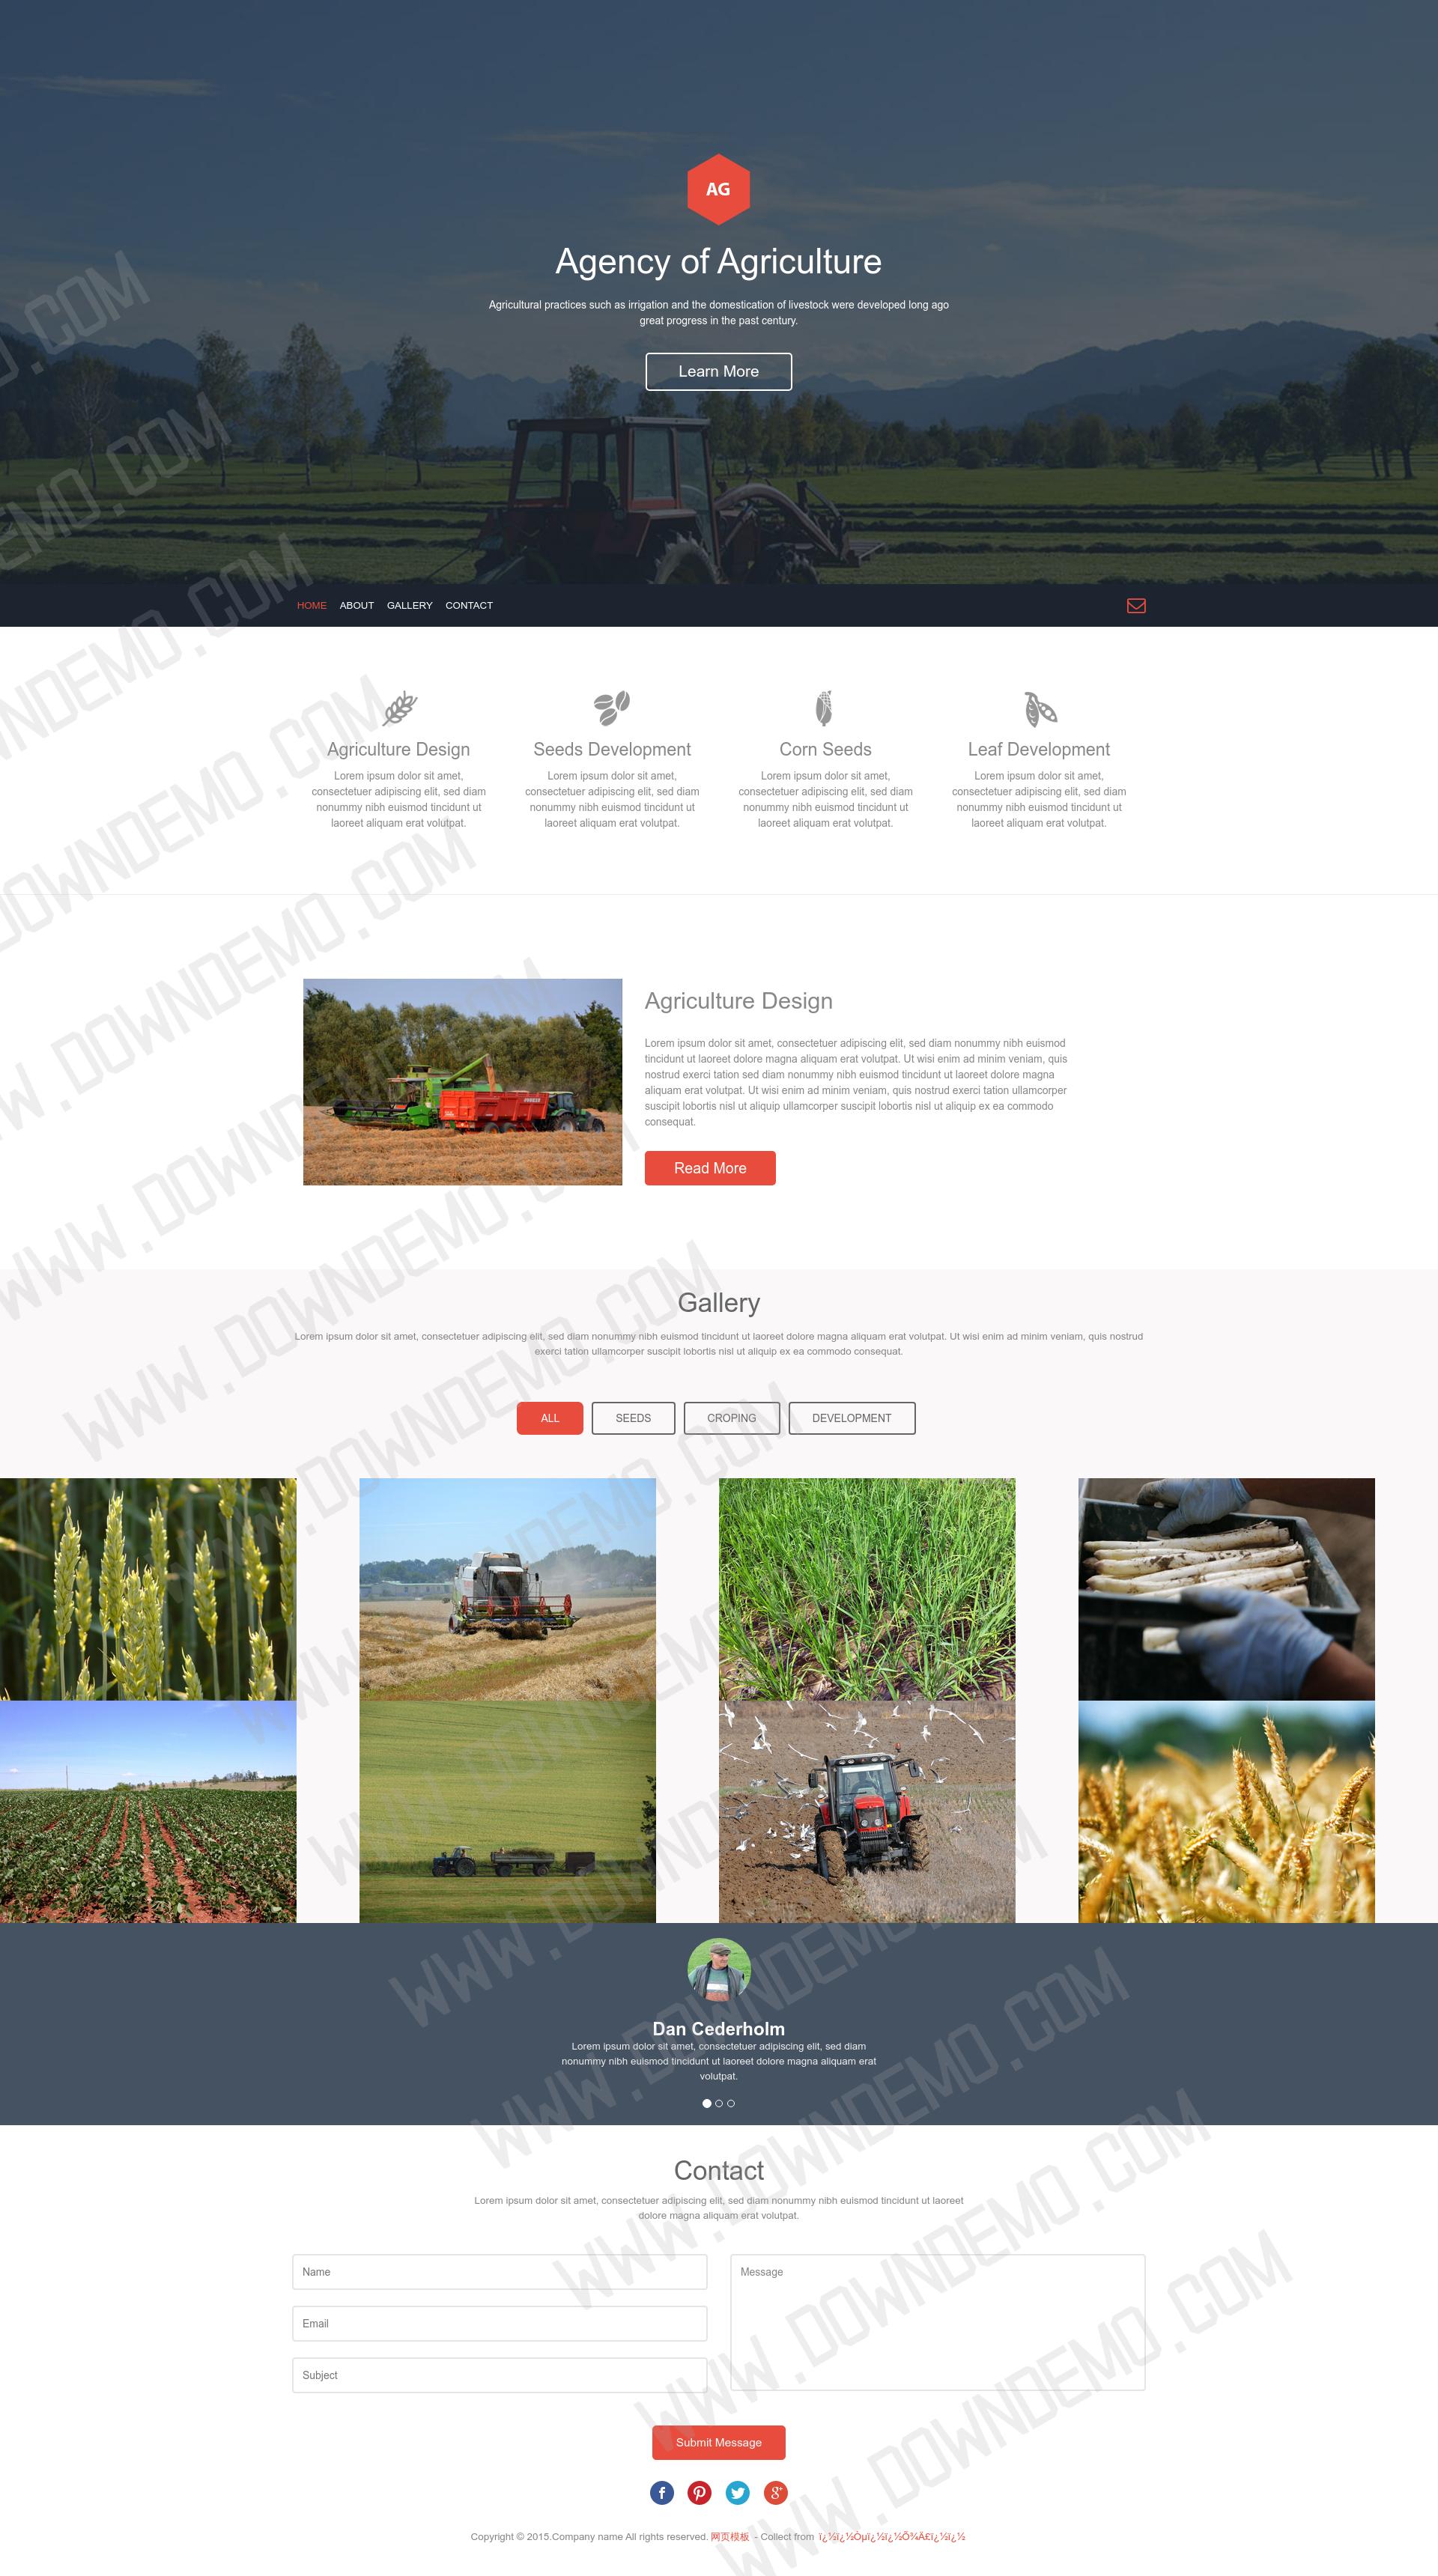 AG
Agency of Agriculture
Agricultural practices such as irrigation and the domestication of livestock were developed long ago
great progress in the past century.
Learn More
HOME ABOUT GALLERY CONTACT
Agriculture Design
Lorem ipsum dolor sit amet,
consectetuer adipiscing elit, sed diam
nonummy nibh euismod tincidunt ut
laoreet aliquam erat volutpat.
Seeds Development
Lorem ipsum dolor sit amet,
consectetuer adipiscing elit, sed diam
nonummy nibh euismod tincidunt ut
laoreet aliquam erat volutpat.
Corn Seeds
Lorem ipsum dolor sit amet,
consectetuer adipiscing elit, sed diam
nonummy nibh euismod tincidunt ut
laoreet aliquam erat volutpat.
Leaf Development
Lorem ipsum dolor sit amet,
consectetuer adipiscing elit, sed diam
nonummy nibh euismod tincidunt ut
laoreet aliquam erat volutpat.
Agriculture Design
Lorem ipsum dolor sit amet, consectetuer adipiscing elit, sed diam nonummy nibh euismod
tincidunt ut laoreet dolore magna aliquam erat volutpat. Ut wisi enim ad minim veniam, quis
nostrud exerci tation sed diam nonummy nibh euismod tincidunt ut laoreet dolore magna
aliquam erat volutpat. Ut wisi enim ad minim veniam, quis nostrud exerci tation ullamcorper
suscipit lobortis nisl ut aliquip ullamcorper suscipit lobortis nisl ut aliquip ex ea commodo
consequat.
Read More
Gallery
Lorem ipsum dolor sit amet, consectetuer adipiscing elit, sed diam nonummy nibh euismod tincidunt ut laoreet dolore magna aliquam erat volutpat. Ut wisi enim ad minim veniam, quis nostrud
exerci tation ullamcorper suscipit lobortis nisl ut aliquip ex ea commodo consequat.
ALL SEEDS CROPING DEVELOPMENT
Dan Cederholm
Lorem ipsum dolor sit amet, consectetuer adipiscing elit, sed diam
nonummy nibh euismod tincidunt ut laoreet dolore magna aliquam erat
volutpat.
Contact
Lorem ipsum dolor sit amet, consectetuer adipiscing elit, sed diam nonummy nibh euismod tincidunt ut laoreet
dolore magna aliquam erat volutpat.
Name
Email
Subject
Message
Submit Message
Copyright © 2015.Company name All rights reserved. 网页模板 - Collect from ï¿½ï¿½Òµï¿½ï¿½Õ¾Ä£ï¿½ï¿½
WWW.DOWNDEMO.COM